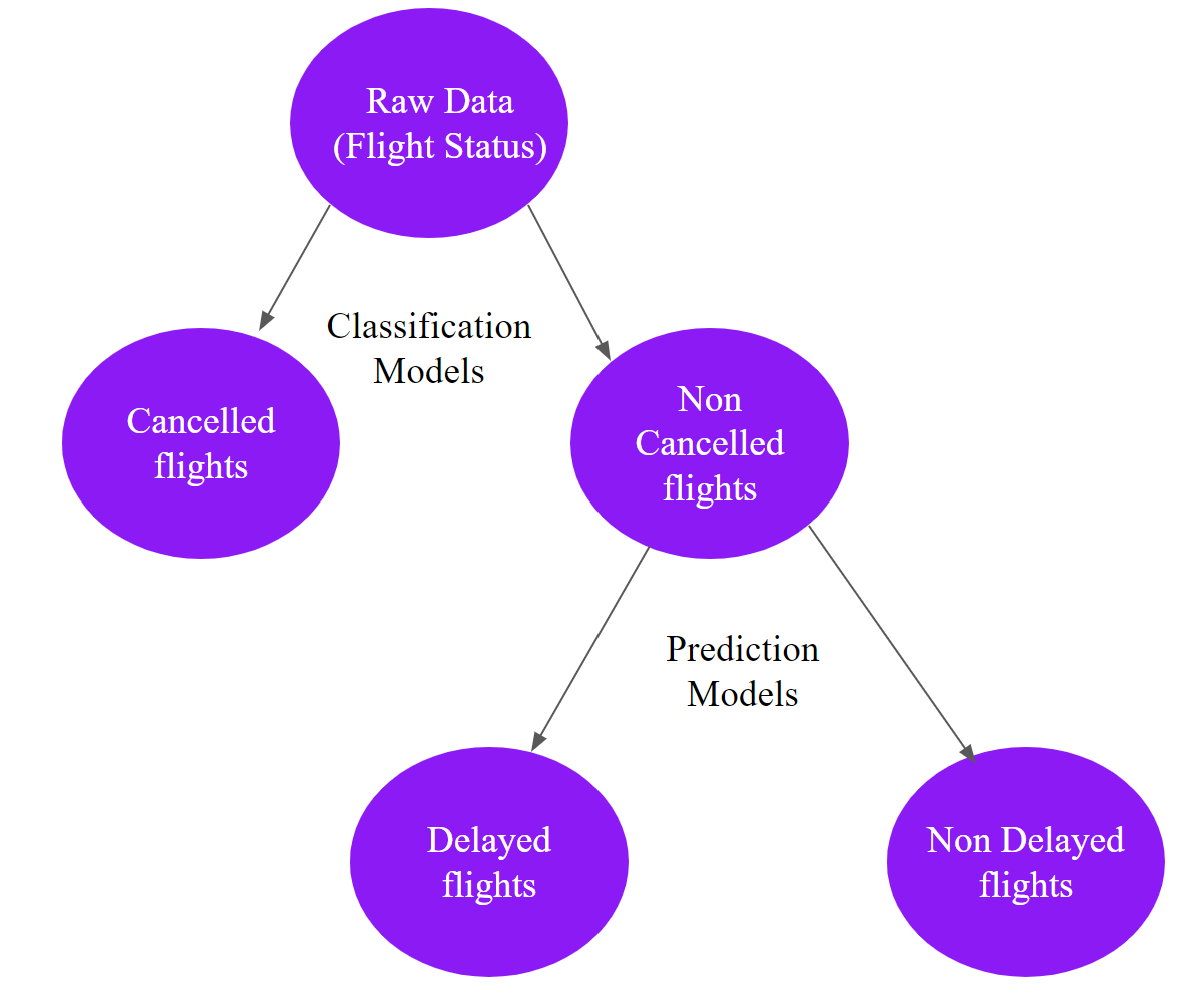 Raw Data
(Flight Status)
Classification
Models
Cancelled
flights
Non
Cancelled
flights
Prediction
Models
Delayed
flights
Non Delayed
flights